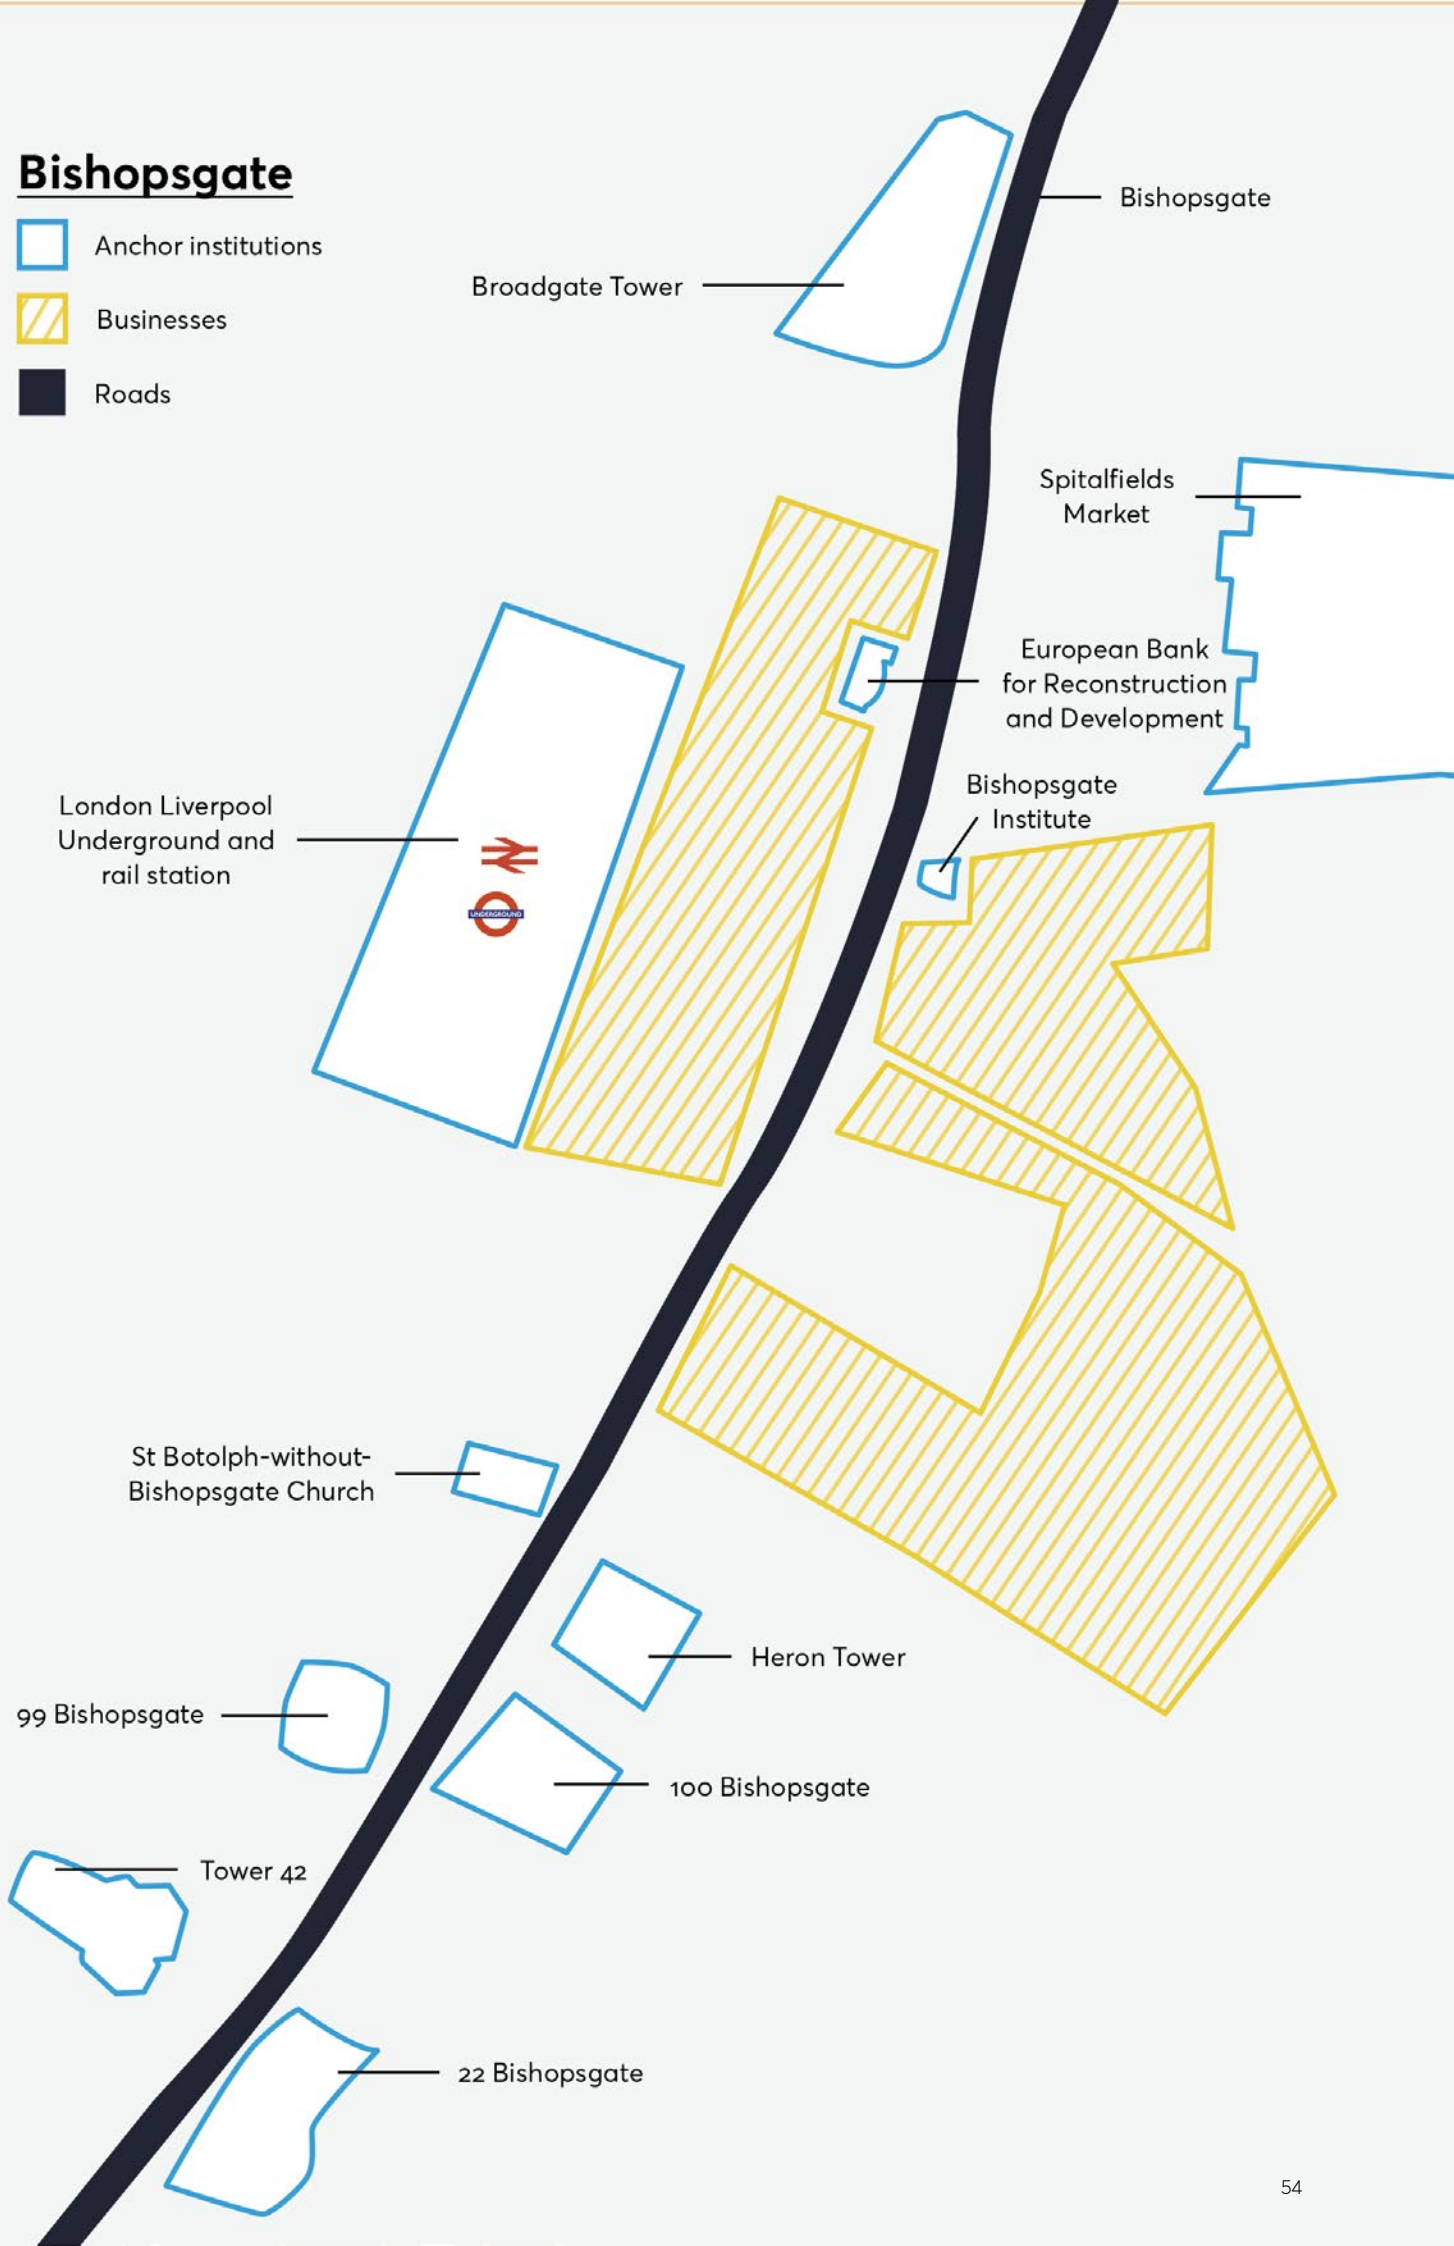 Bishopsgate
Anchor institutions
Businesses
Roads
Bishopsgate
Broadgate Tower
Spitalfields
Market
European Bank
for Reconstruction
and Development
Bishopsgate
Institute
London Liverpool
Underground and
rail station
UNDERGROUND
St Botolph-without-
Bishopsgate Church
Heron Tower
99 Bishopsgate
100 Bishopsgate
Tower 42
22 Bishopsgate
54